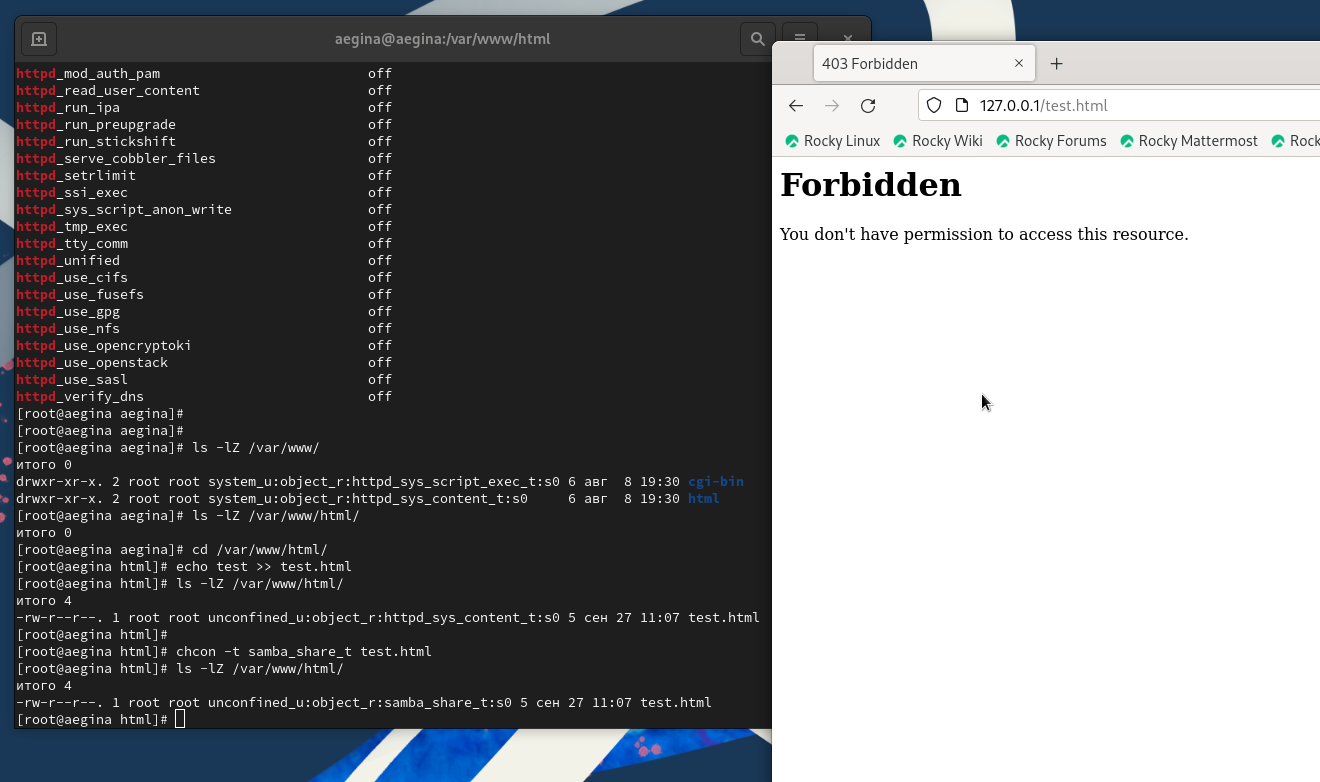 aegina@aegina:/var/www/html
httpd_mod_auth_pam off
httpd_read_user_content off
httpd_run_ipa off
httpd_run_preupgrade off
httpd_run_stickshift off
httpd_serve_cobbler_files off
httpd_setrlimit off
httpd_ssi_exec off
httpd_sys_script_anon_write off
httpd_tmp_exec off
httpd_tty_comm off
httpd_unified off
httpd_use_cifs off
httpd_use_fusefs off
httpd_use_gpg off
httpd_use_nfs off
httpd_use_opencryptoki off
httpd_use_openstack off
httpd_use_sasl off
httpd_verify_dns off
[root@aegina aegina]#
[root@aegina aegina]#
[root@aegina aegina]# ls -lZ /var/www/
итого 0
drwxr-xr-x. 2 root root system_u:object_r:httpd_sys_script_exec_t:s0 6 авг  8 19:30 cgi-bin
drwxr-xr-x. 2 root root system_u:object_r:httpd_sys_content_t:s0     6 авг  8 19:30 html
[root@aegina aegina]# ls -lZ /var/www/html/
итого 0
[root@aegina aegina]# cd /var/www/html/
[root@aegina html]# echo test >> test.html
[root@aegina html]# ls -lZ /var/www/html/
итого 4
-rw-r--r--. 1 root root unconfined_u:object_r:httpd_sys_content_t:s0 5 сен 27 11:07 test.html
[root@aegina html]#
[root@aegina html]# chcon -t samba_share_t test.html
[root@aegina html]# ls -lZ /var/www/html/
итого 4
-rw-r--r--. 1 root root unconfined_u:object_r:samba_share_t:s0 5 сен 27 11:07 test.html
[root@aegina html]#
403 Forbidden
127.0.0.1/test.html
Rocky Linux Rocky Wiki Rocky Forums Rocky Mattermost Rock
Forbidden
You don't have permission to access this resource.